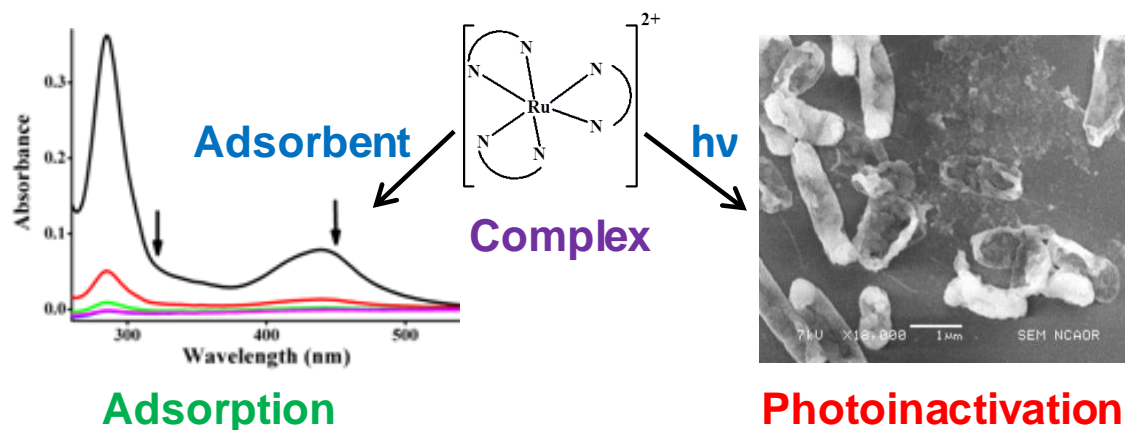 0.3
0.2
0.1
0.0
Absorbance
300
400
500
Wavelength (nm)
Adsorbent
Adsorption
2+
N
N
N
Ru
N
N
N
Complex
hν
7kV X18,000 1μm SEM NCAOR
Photoinactivation